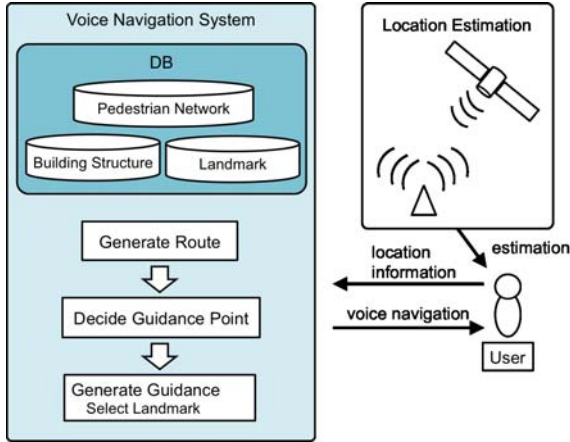 Voice Navigation System
DB
Pedestrian Network
Building Structure
Landmark
Generate Route
Decide Guidance Point
Generate Guidance
Select Landmark
Location Estimation
estimation
location
information
voice navigation
User